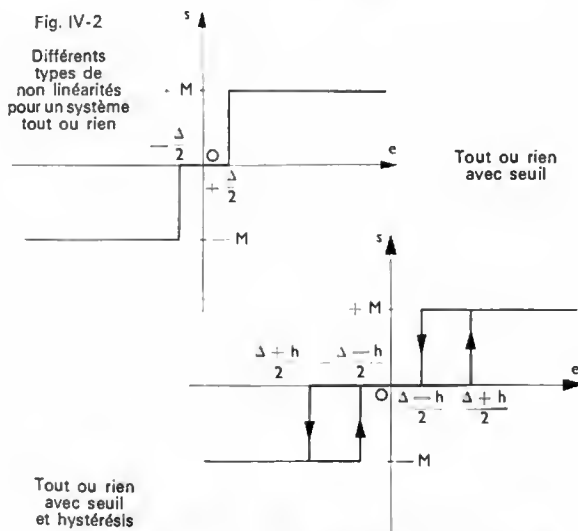 Fig. IV-2
Différents
types de
non linéarités
pour un système
tout ou rien
s
M
— Δ/2
O
e
+ Δ/2
— M
Tout ou rien
avec seuil
s
+ M
Δ + h / 2
— Δ — h / 2
O
Δ — h / 2
Δ + h / 2
e
— M
Tout ou rien
avec seuil
et hystérésis